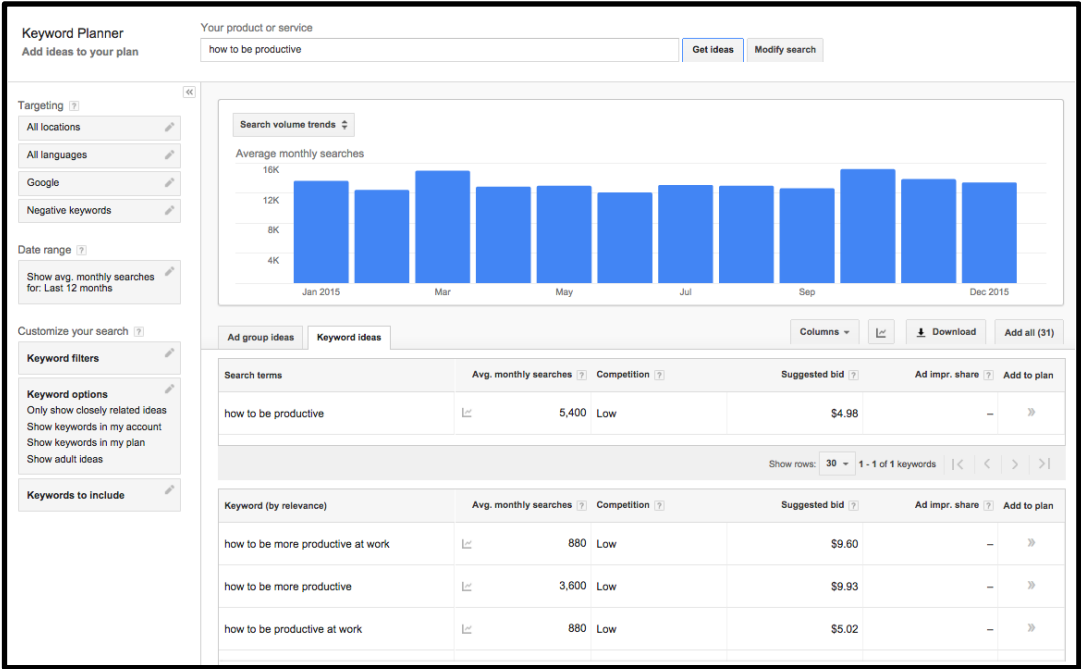 Keyword Planner
Add ideas to your plan
Your product or service
how to be productive
Get ideas
Modify search
Targeting ?
All locations
All languages
Google
Negative keywords
Date range ?
Show avg. monthly searches
for: Last 12 months
Customize your search ?
Keyword filters
Keyword options
Only show closely related ideas
Show keywords in my account
Show keywords in my plan
Show adult ideas
Keywords to include
Search volume trends
Average monthly searches
16K
12K
8K
4K
Jan 2015 Mar May Jul Sep Dec 2015
Ad group ideas Keyword ideas
Columns Download Add all (31)
Search terms Avg. monthly searches ? Competition ? Suggested bid ? Ad impr. share ? Add to plan
how to be productive 5,400 Low $4.98 – »
Show rows: 30 1 - 1 of 1 keywords
Keyword (by relevance) Avg. monthly searches ? Competition ? Suggested bid ? Ad impr. share ? Add to plan
how to be more productive at work 880 Low $9.60 – »
how to be more productive 3,600 Low $9.93 – »
how to be productive at work 880 Low $5.02 – »